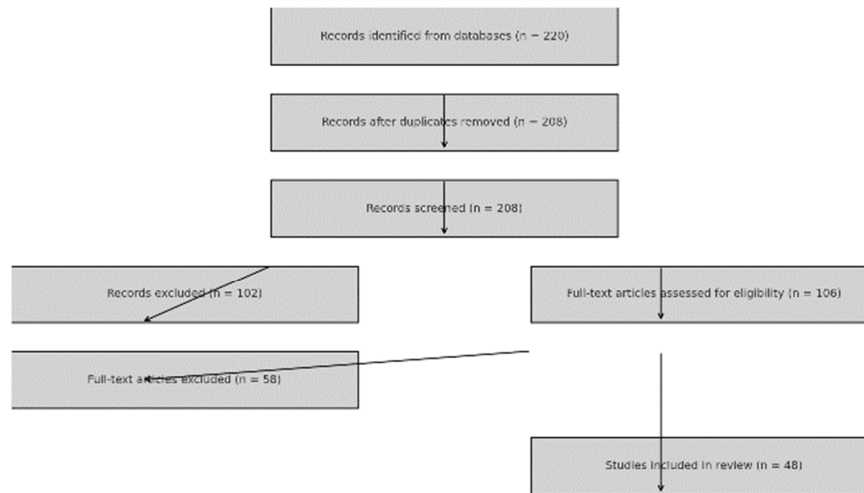 Records identified from databases (n = 220)
Records after duplicates removed (n = 208)
Records screened (n = 208)
Records excluded (n = 102)
Full-text articles assessed for eligibility (n = 106)
Full-text articles excluded (n = 58)
Studies included in review (n = 48)